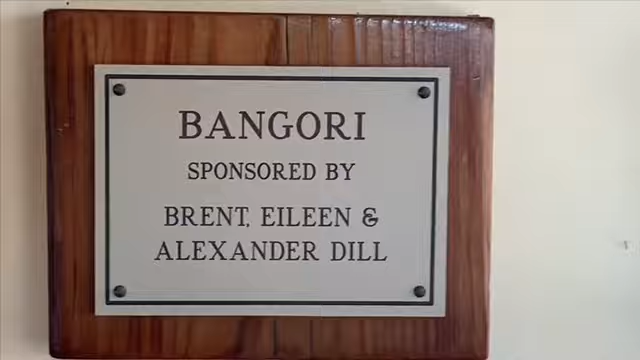 BANGORI
SPONSORED BY
BRENT, EILEEN &
ALEXANDER DILL